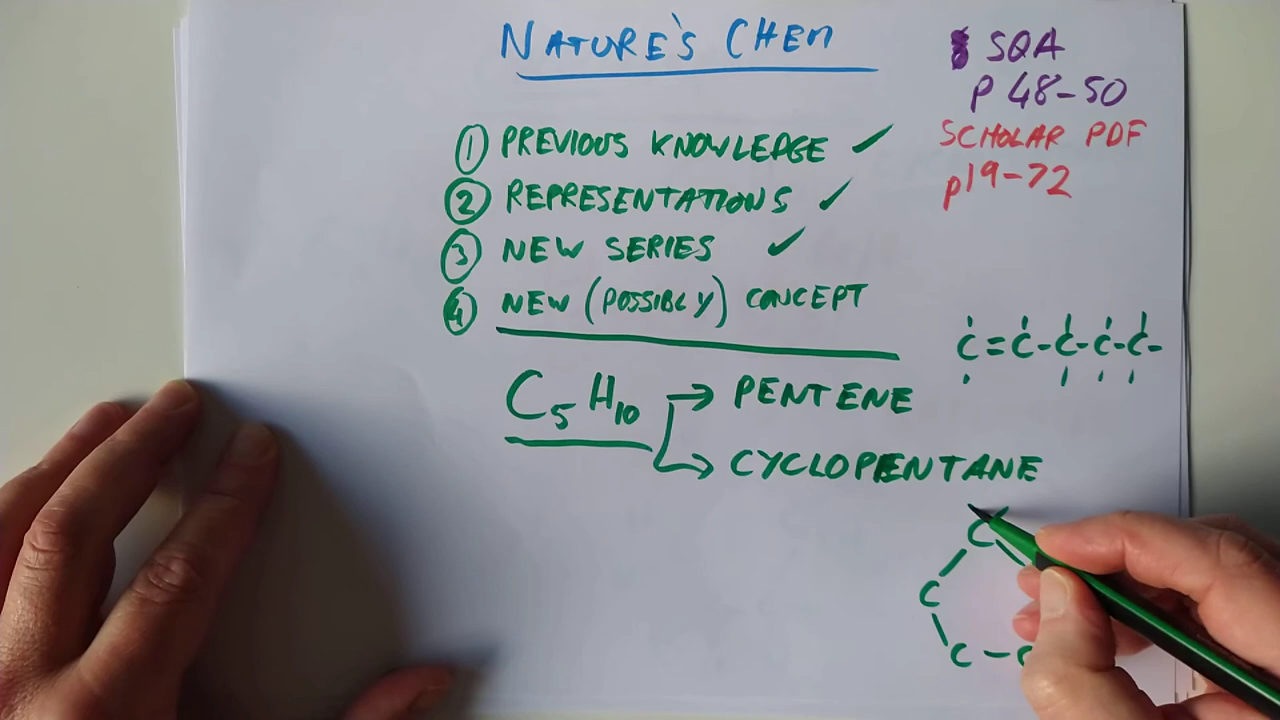 NATURE'S CHEM
SQA
P 48-50
SCHOLAR PDF
p19-72
① PREVIOUS KNOWLEDGE ✓
② REPRESENTATIONS ✓
③ NEW SERIES ✓
④ NEW (POSSIBLY) CONCEPT
C=C-C-C-C-
C₅H₁₀ → PENTENE
→ CYCLOPENTANE
C
C
C - C